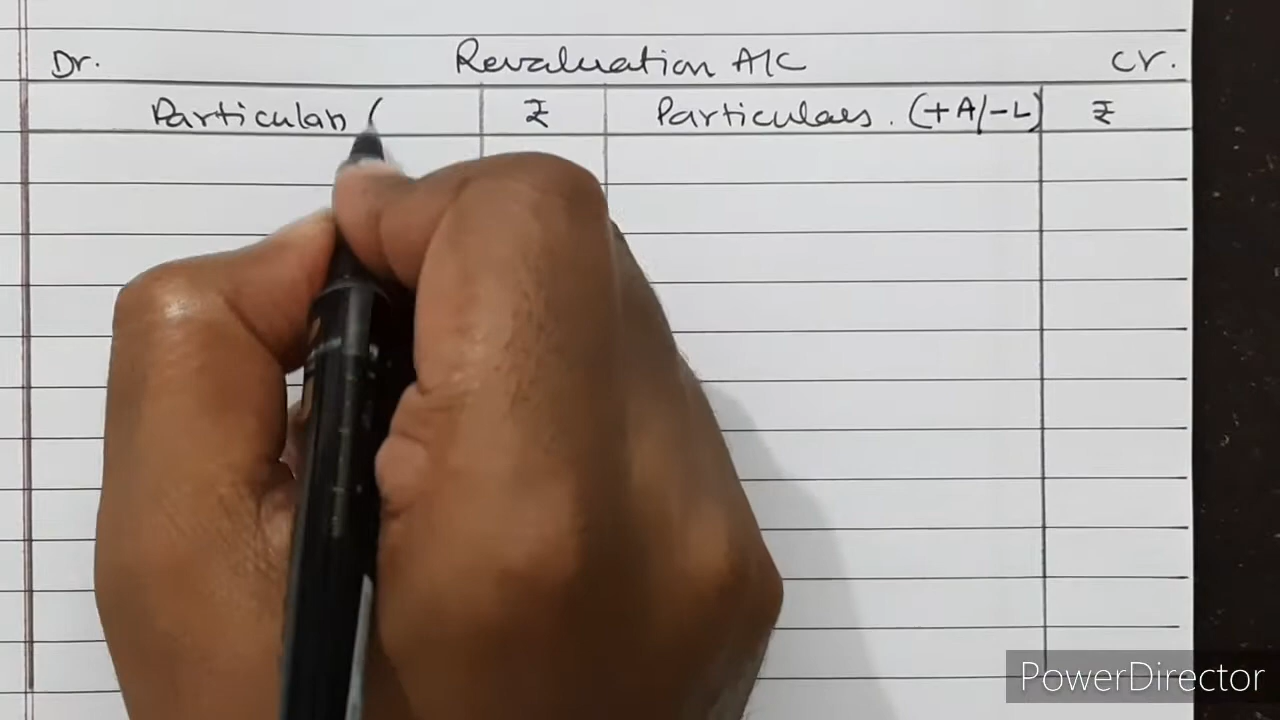 Dr. Revaluation A/C Cr.
Particulars ( ₹ Particulars. (+A/-L) ₹
PowerDirector